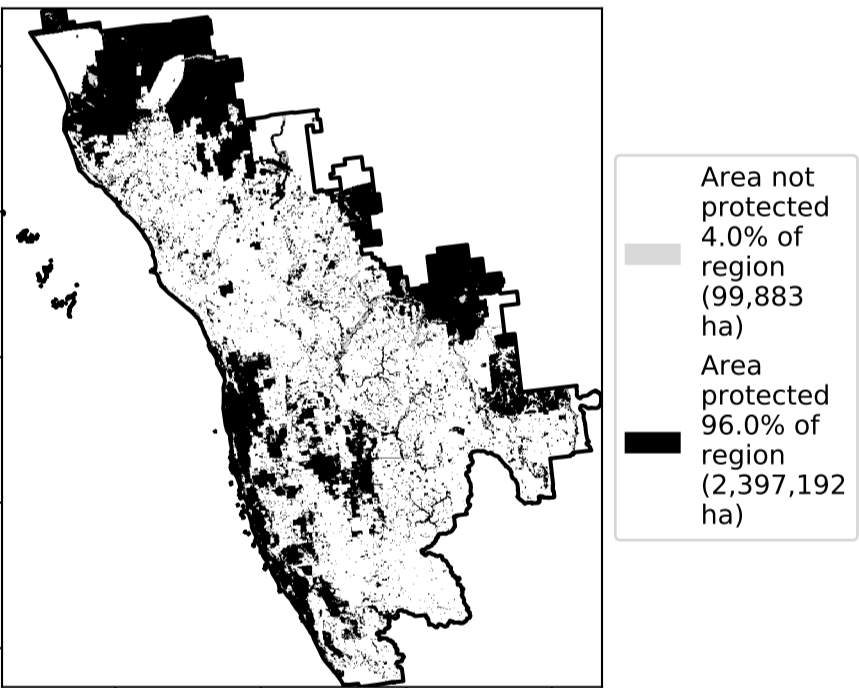 Area not
protected
4.0% of
region
(99,883
ha)
Area
protected
96.0% of
region
(2,397,192
ha)